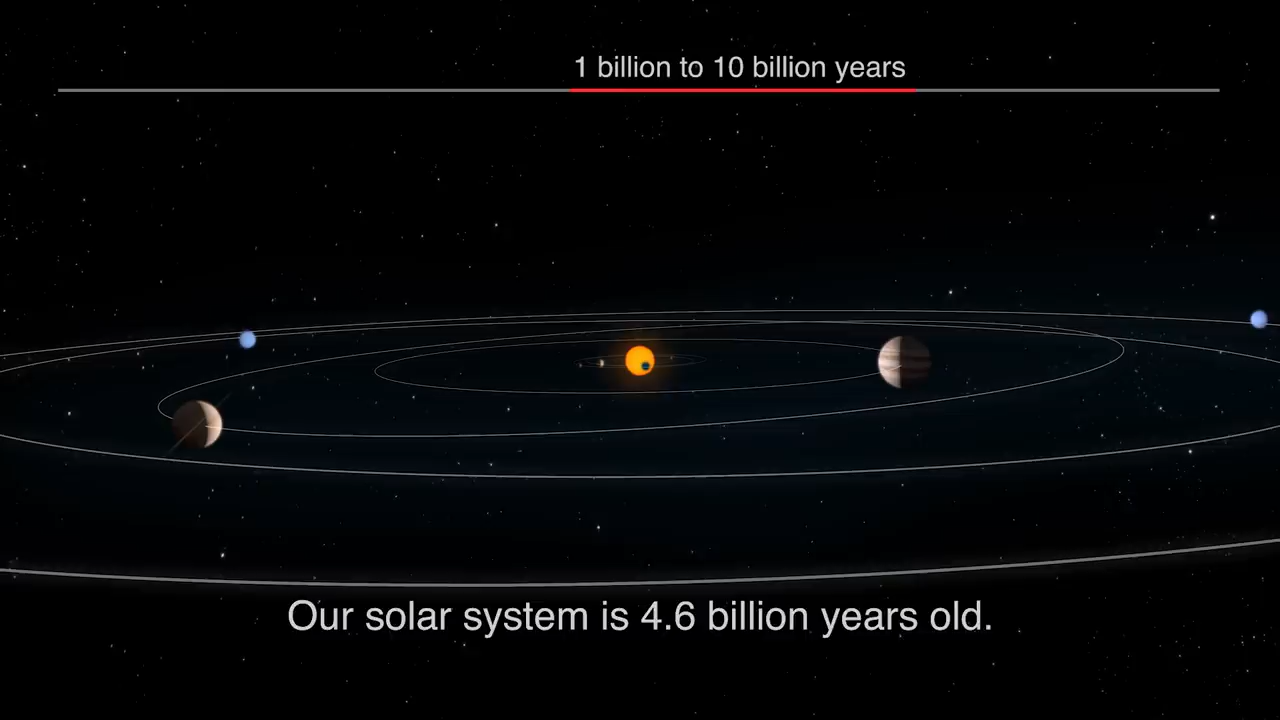 1 billion to 10 billion years
Our solar system is 4.6 billion years old.